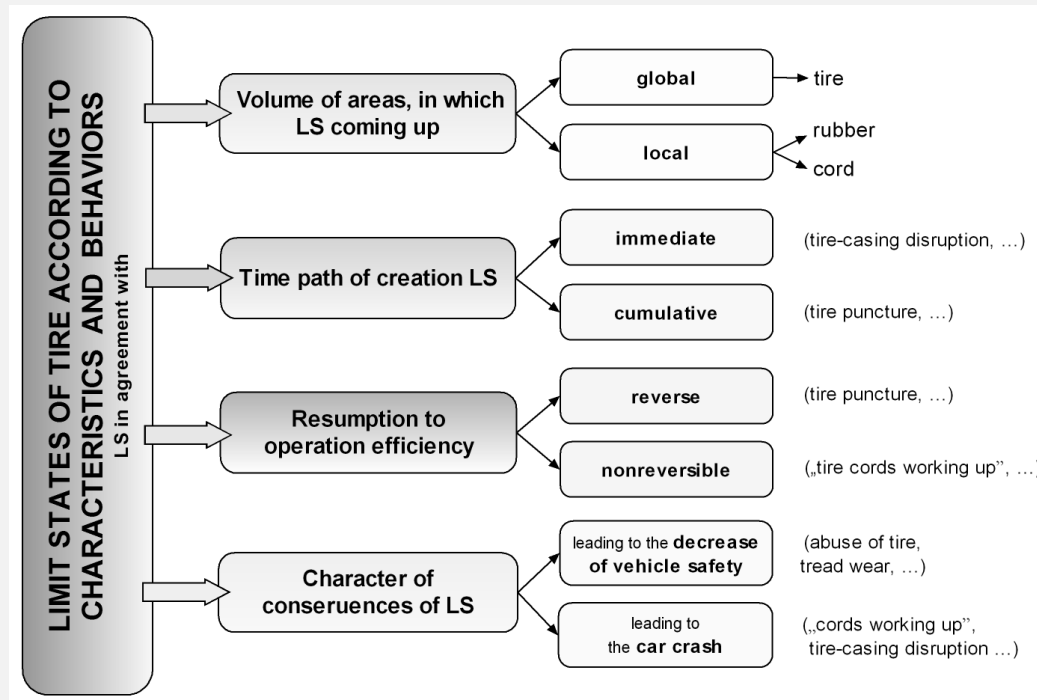 LIMIT STATES OF TIRE ACCORDING TO
CHARACTERISTICS AND BEHAVIORS
LS in agreement with
Volume of areas, in which
LS coming up
global
tire
local
rubber
cord
Time path of creation LS
immediate
(tire-casing disruption, …)
cumulative
(tire puncture, …)
Resumption to
operation efficiency
reverse
(tire puncture, …)
nonreversible
(„tire cords working up”, …)
Character of
conseruences of LS
leading to the decrease
of vehicle safety
(abuse of tire,
tread wear, …)
leading to
the car crash
(„cords working up”,
tire-casing disruption …)